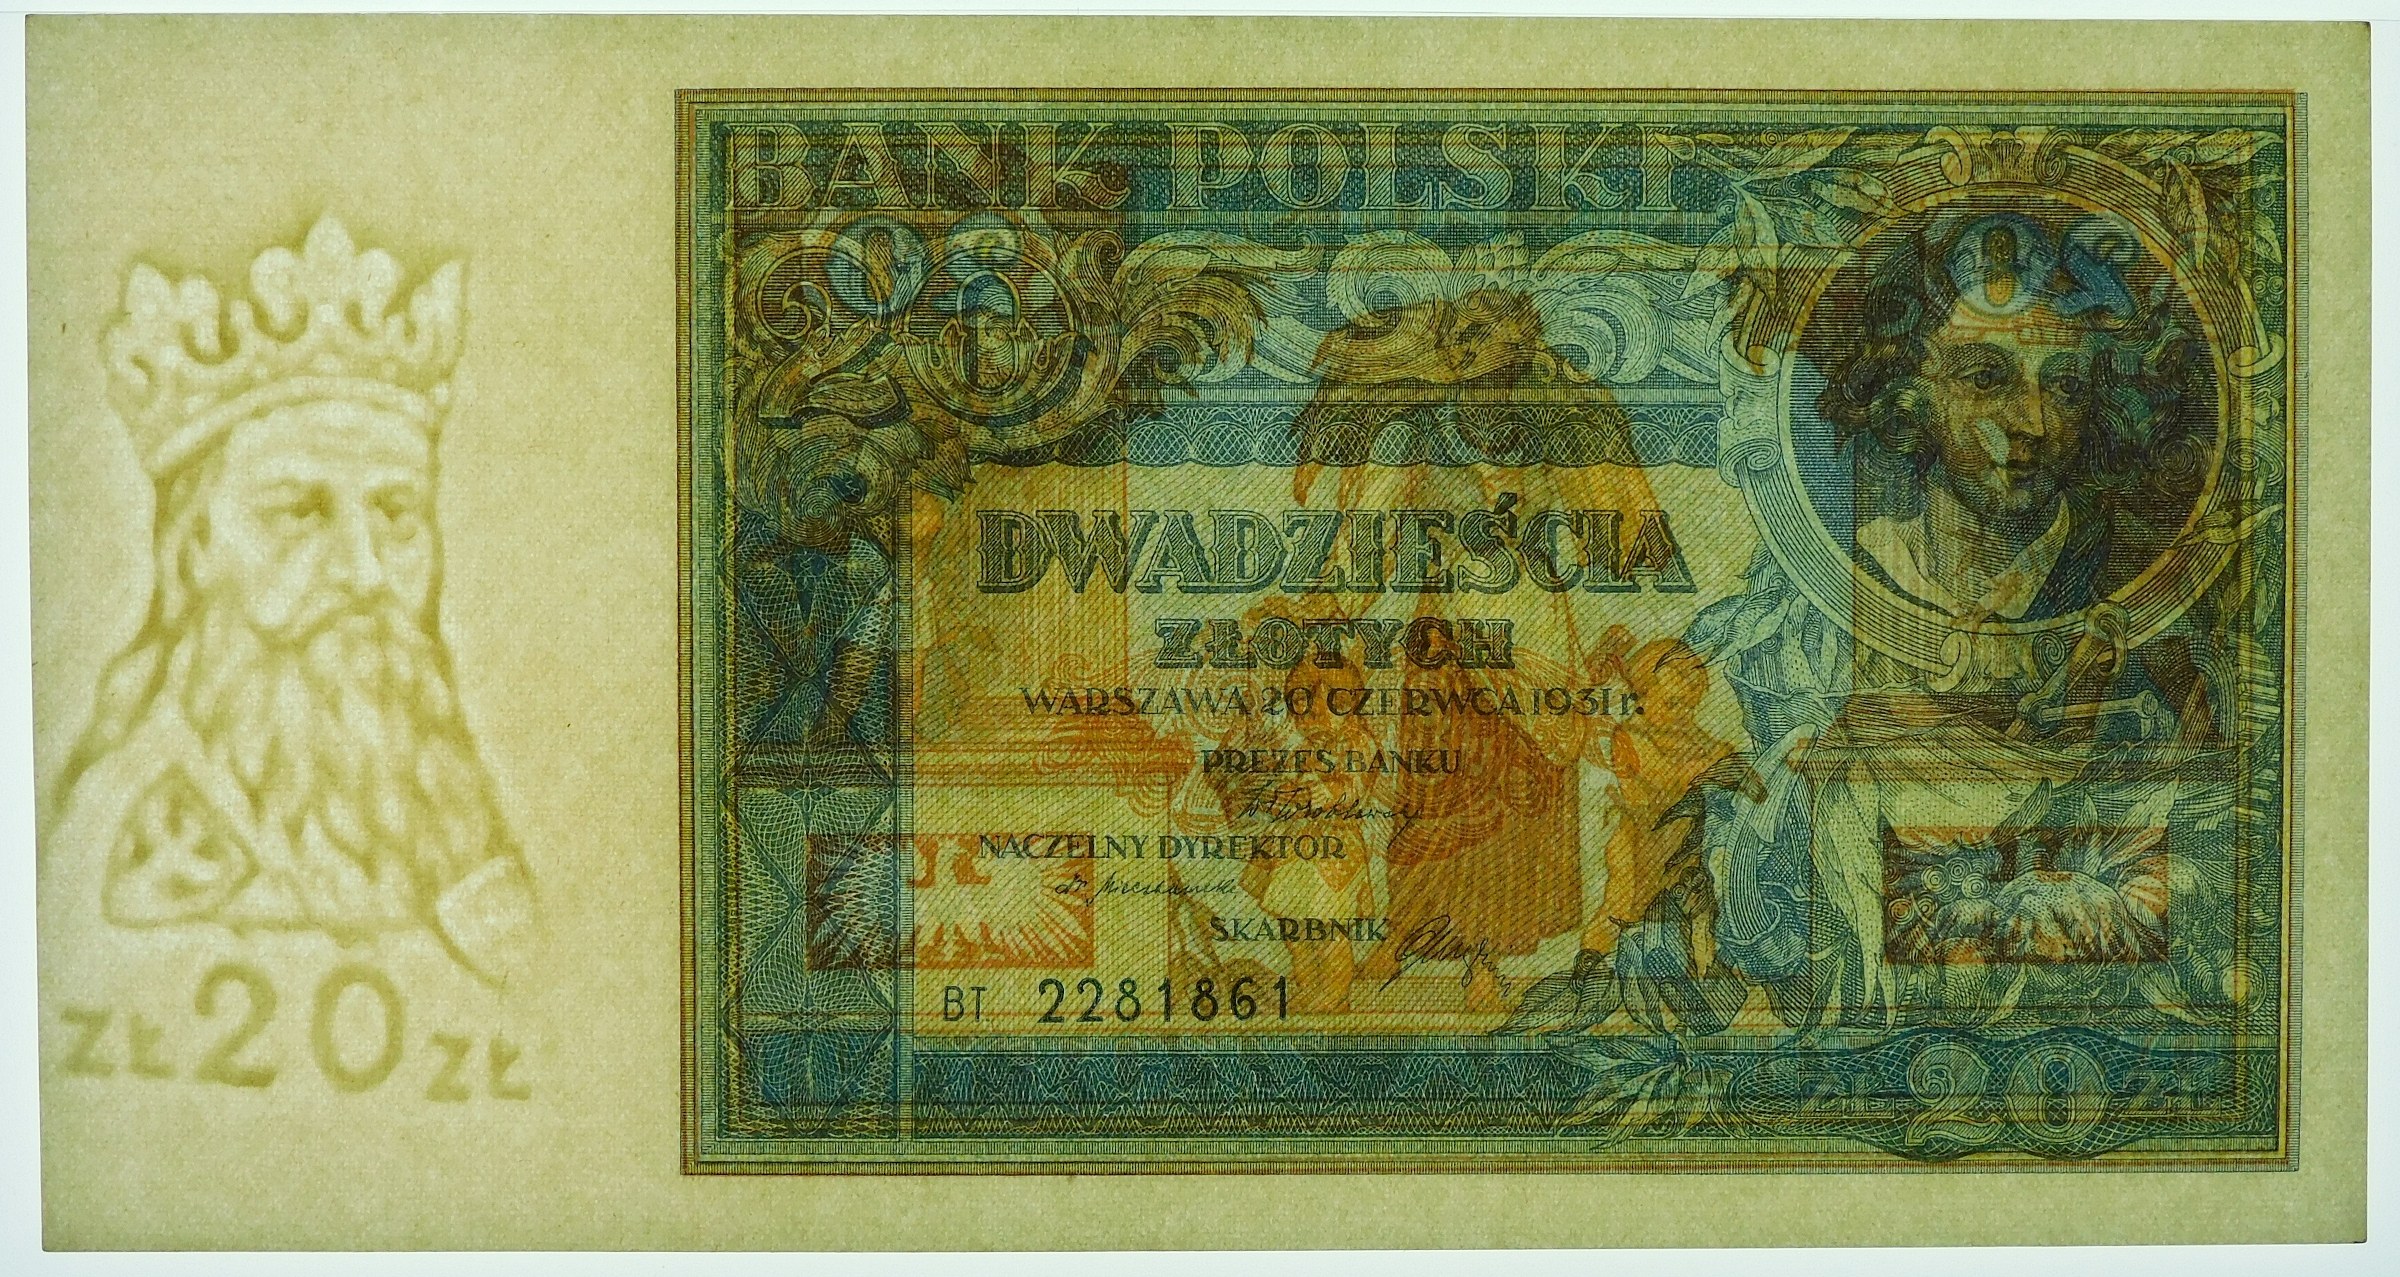 BANK POLSKI
20
DWADZIEŚCIA
ZŁOTYCH
WARSZAWA 20 CZERWCA 1931 r.
PREZES BANKU
NACZELNY DYREKTOR
SKARBNIK
BT 2281861
ZŁ 20 ZŁ
ZŁ 20 ZŁ